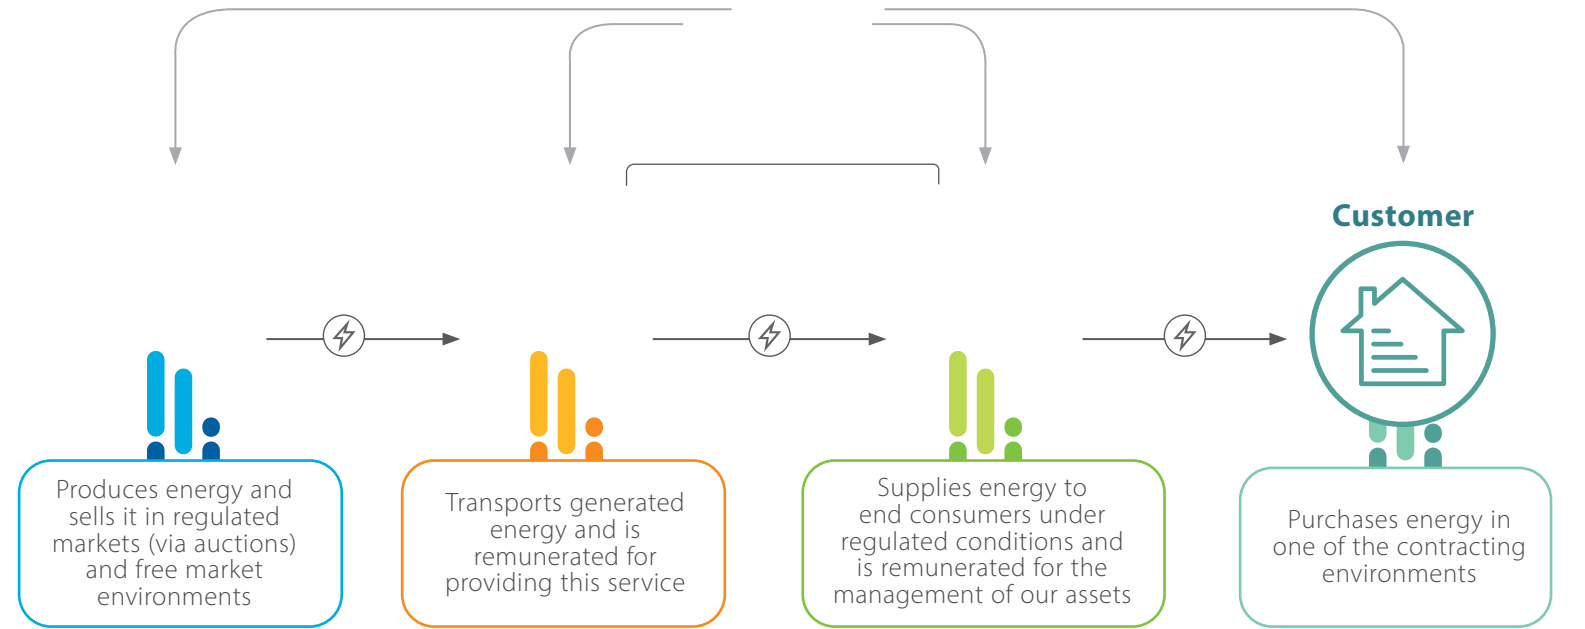 Customer
Produces energy and
sells it in regulated
markets (via auctions)
and free market
environments
Transports generated
energy and is
remunerated for
providing this service
Supplies energy to
end consumers under
regulated conditions and
is remunerated for the
management of our assets
Purchases energy in
one of the contracting
environments